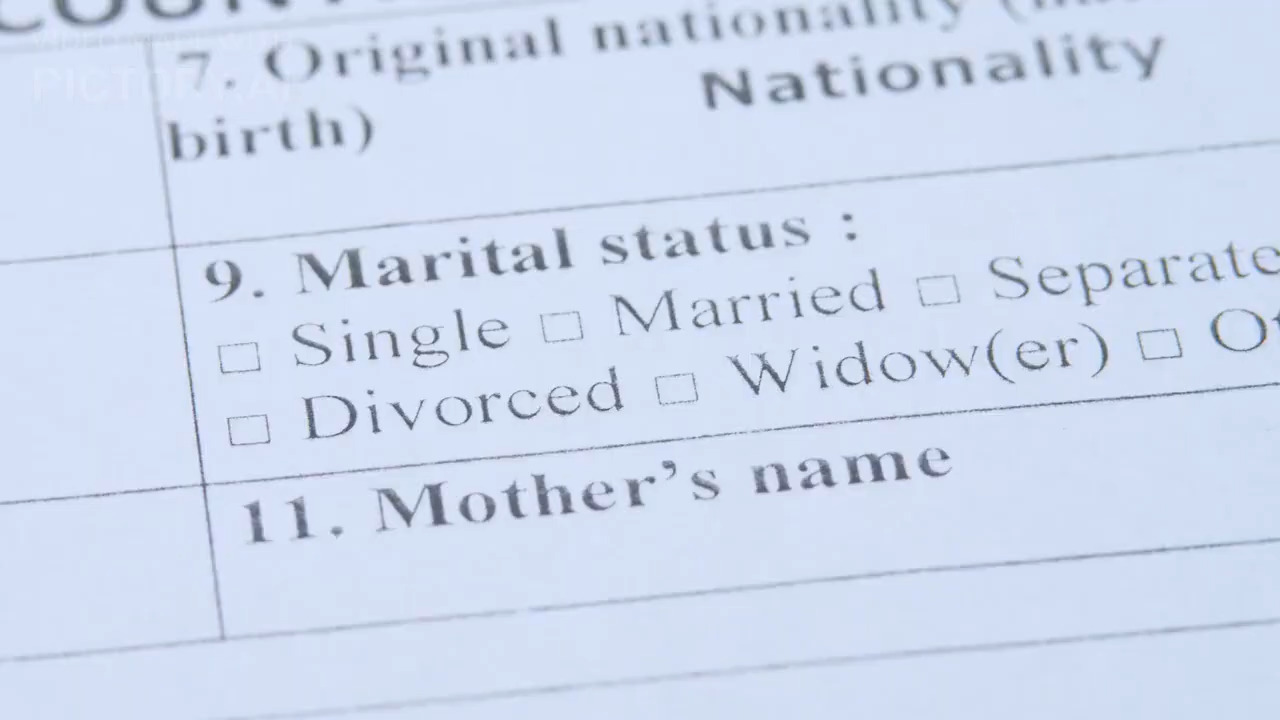 7. Original nationality
Nationality
birth)
9. Marital status :
□ Single □ Married □ Separate
□ Divorced □ Widow(er) □
11. Mother’s name